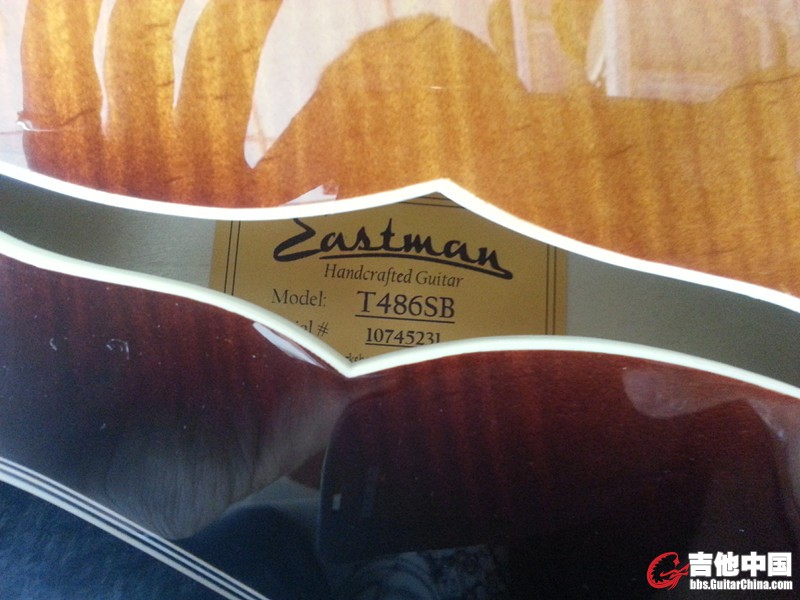 Eastman
Handcrafted Guitar
Model: T486SB
#
10745231
吉他中国
bbs.GuitarChina.com